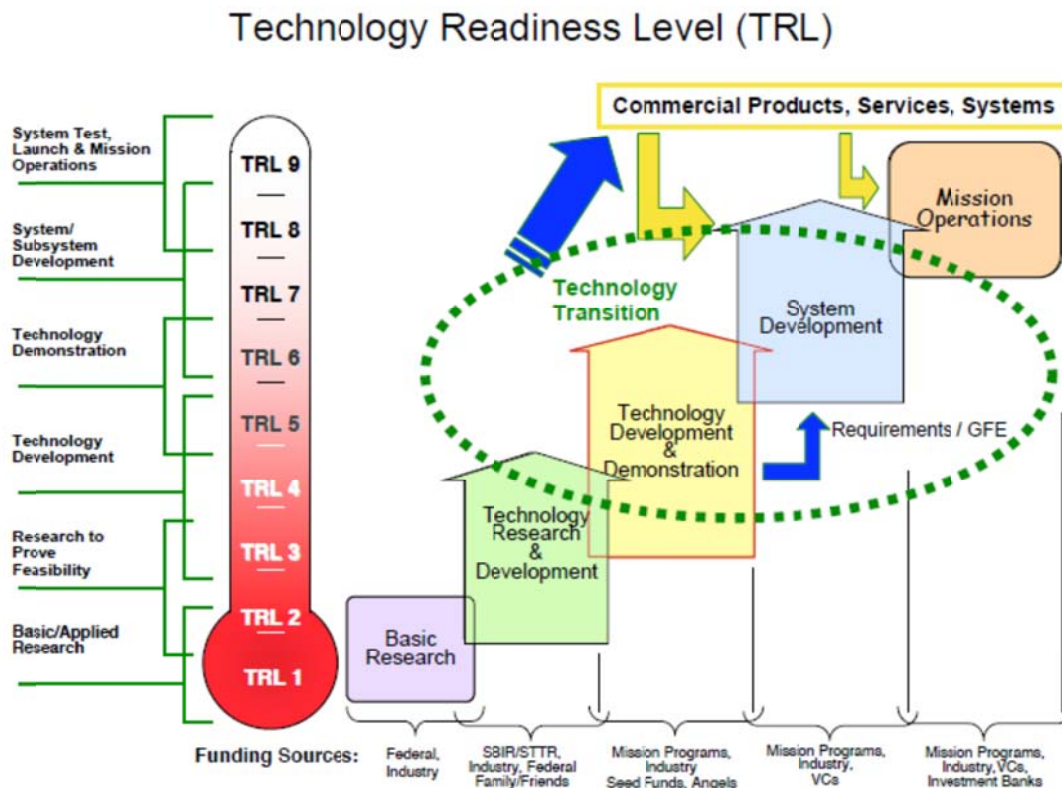 Technology Readiness Level (TRL)
Commercial Products, Services, Systems
System Test,
Launch & Mission
Operations
System/
Subsystem
Development
Technology
Demonstration
Technology
Development
Research to
Prove
Feasibility
Basic/Applied
Research
TRL 9
TRL 8
TRL 7
TRL 6
TRL 5
TRL 4
TRL 3
TRL 2
TRL 1
Mission
Operations
Technology
Transition
System
Development
Technology
Development
&
Demonstration
Requirements / GFE
Technology
Research
&
Development
Basic
Research
Funding Sources:
Federal,
Industry
SBIR/STTR,
Industry, Federal
Family/Friends
Mission Programs,
Industry
Seed Funds, Angels
Mission Programs,
Industry,
VCs
Mission Programs,
Industry, VCs,
Investment Banks